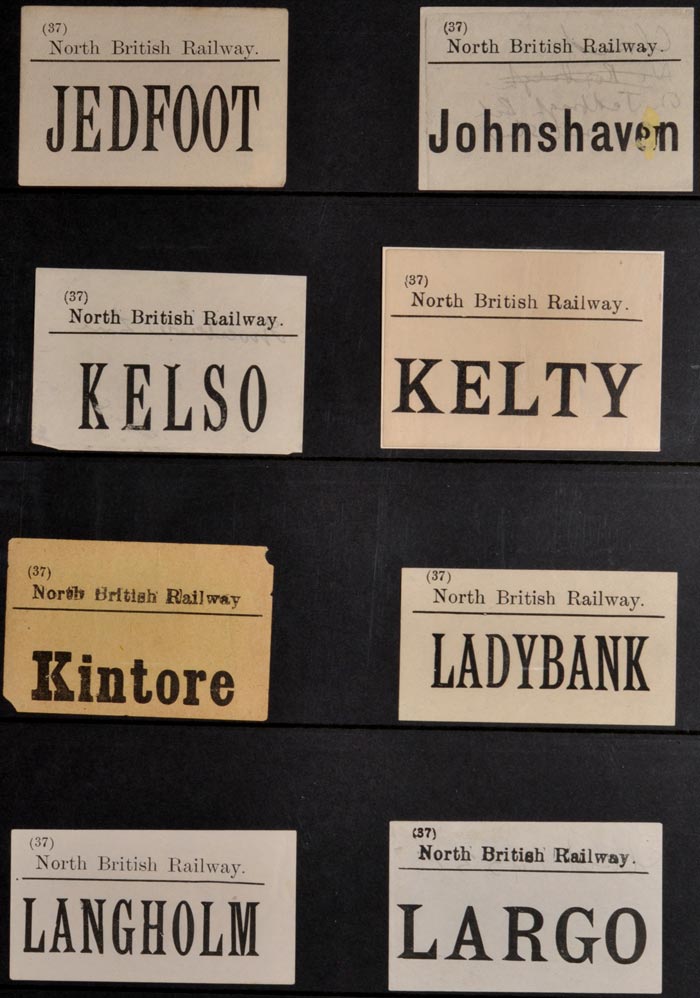 (37)
North British Railway.
JEDFOOT
(37)
North British Railway.
Johnshaven
(37)
North British Railway.
KELSO
(37)
North British Railway.
KELTY
(37)
North British Railway
Kintore
(37)
North British Railway.
LADYBANK
(37)
North British Railway.
LANGHOLM
(37)
North British Railway.
LARGO